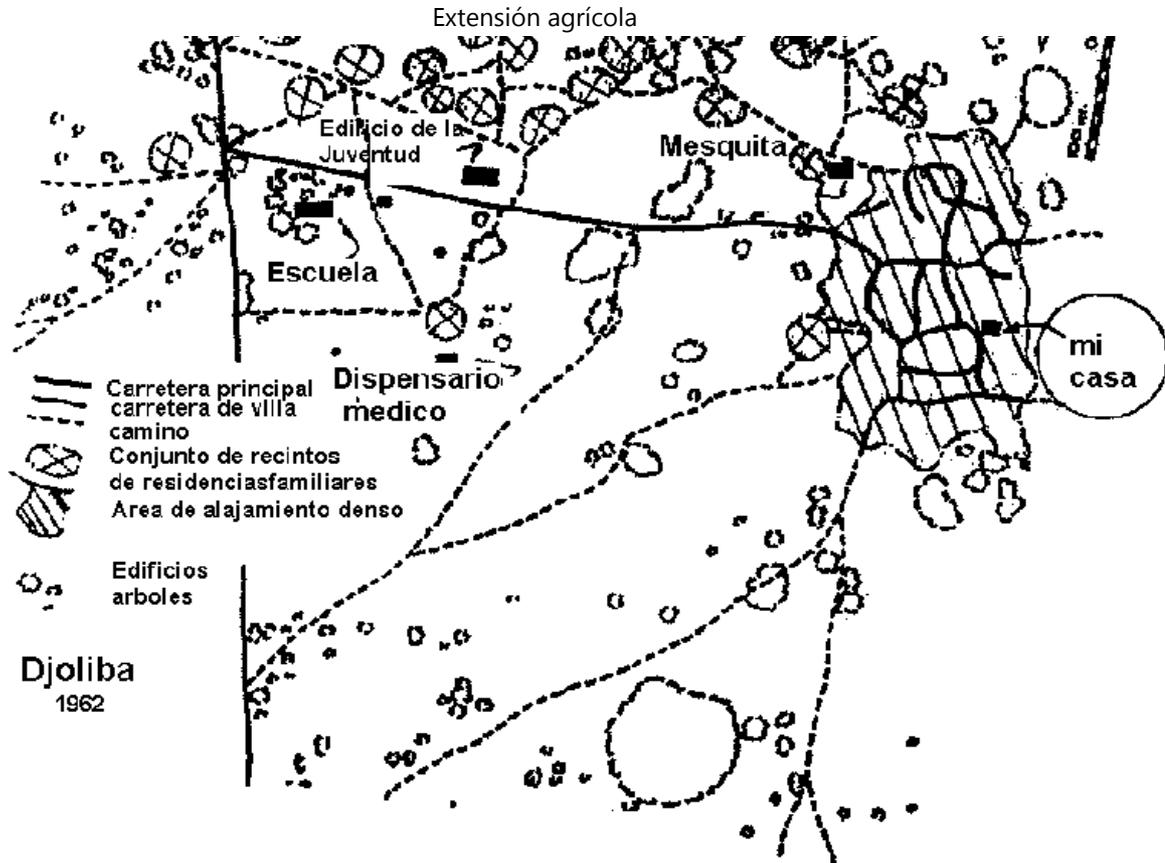 Extensión agrícola
Edificio de la
Juventud
Mesquita
Escuela
mi
casa
Dispensario
medico
Carretera principal
carretera de villa
camino
Conjunto de recintos
de residenciasfamiliares
Area de alajamiento denso
Edificios
arboles
Djoliba
1962